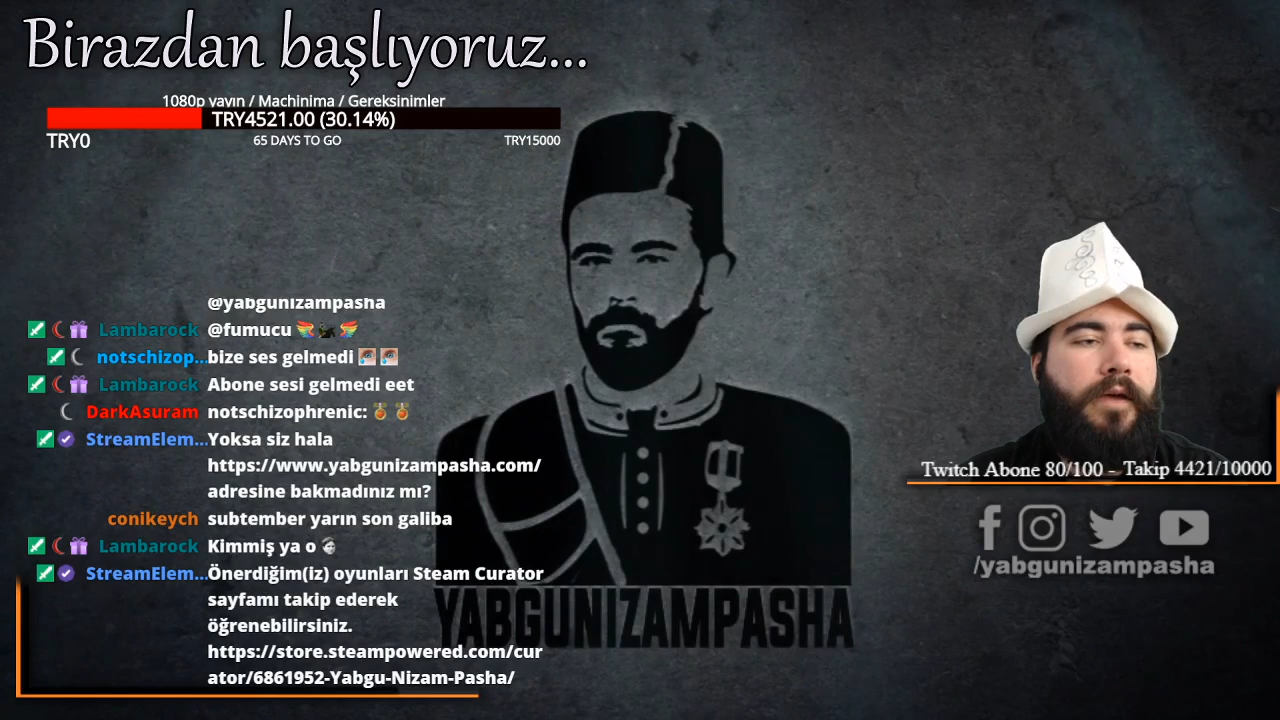 Birazdan başlıyoruz...
1080p yayın / Machinima / Gereksinimler
TRY4521.00 (30.14%)
TRY0
65 DAYS TO GO
TRY15000
@yabgunizampasha
Lambarock @fumucu
notschizop... bize ses gelmedi
Lambarock Abone sesi gelmedi eet
DarkAsuram notschizophrenic:
StreamElem... Yoksa siz hala
https://www.yabgunizampasha.com/
adresine bakmadınız mı?
conikeych subtember yarın son galiba
Lambarock Kimmiş ya o
StreamElem... Önerdiğim(iz) oyunları Steam Curator
sayfamı takip ederek
öğrenebilirsiniz.
https://store.steampowered.com/cur
ator/6861952-Yabgu-Nizam-Pasha/
YABGUNIZAMPASHA
Twitch Abone 80/100 - Takip 4421/10000
/yabgunizampasha